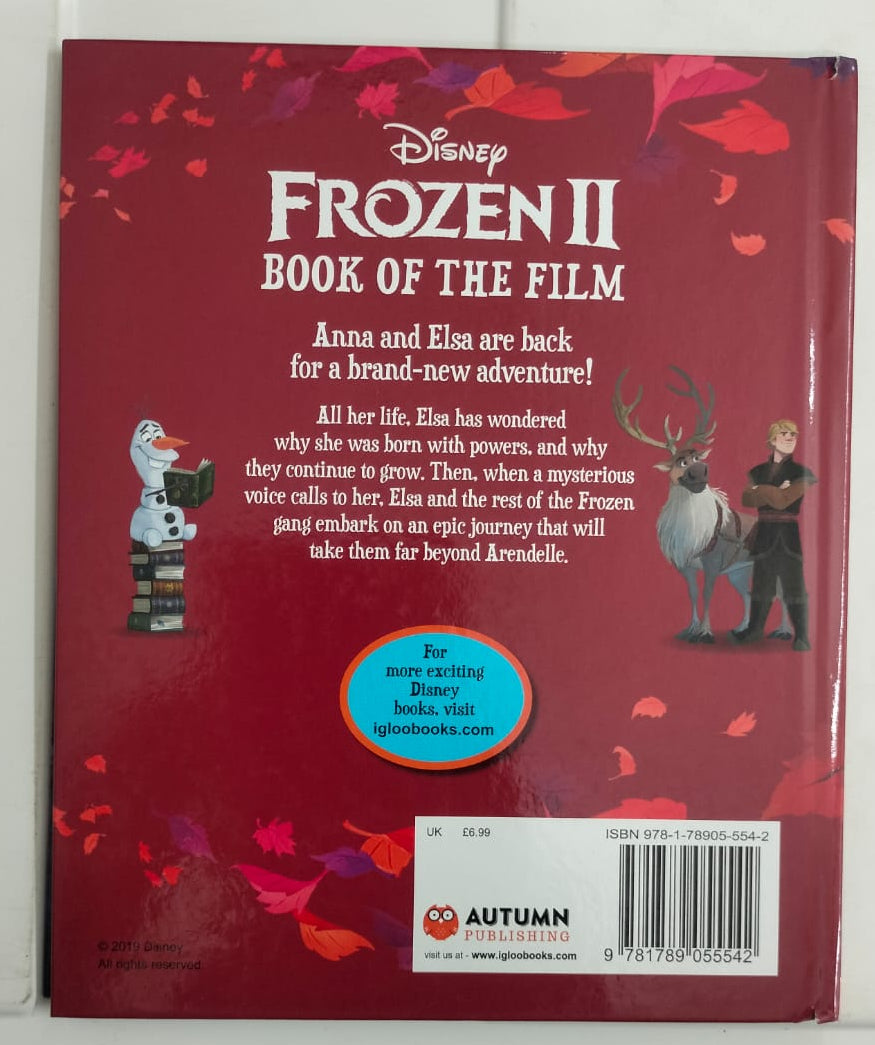 Disney
FROZEN II
BOOK OF THE FILM
Anna and Elsa are back
for a brand-new adventure!
All her life, Elsa has wondered
why she was born with powers, and why
they continue to grow. Then, when a mysterious
voice calls to her, Elsa and the rest of the Frozen
gang embark on an epic journey that will
take them far beyond Arendelle.
For
more exciting
Disney
books, visit
igloobooks.com
UK £6.99
ISBN 978-1-78905-554-2
AUTUMN
PUBLISHING
visit us at - www.igloobooks.com
9 781789 055542
© 2019 Disney
All rights reserved.